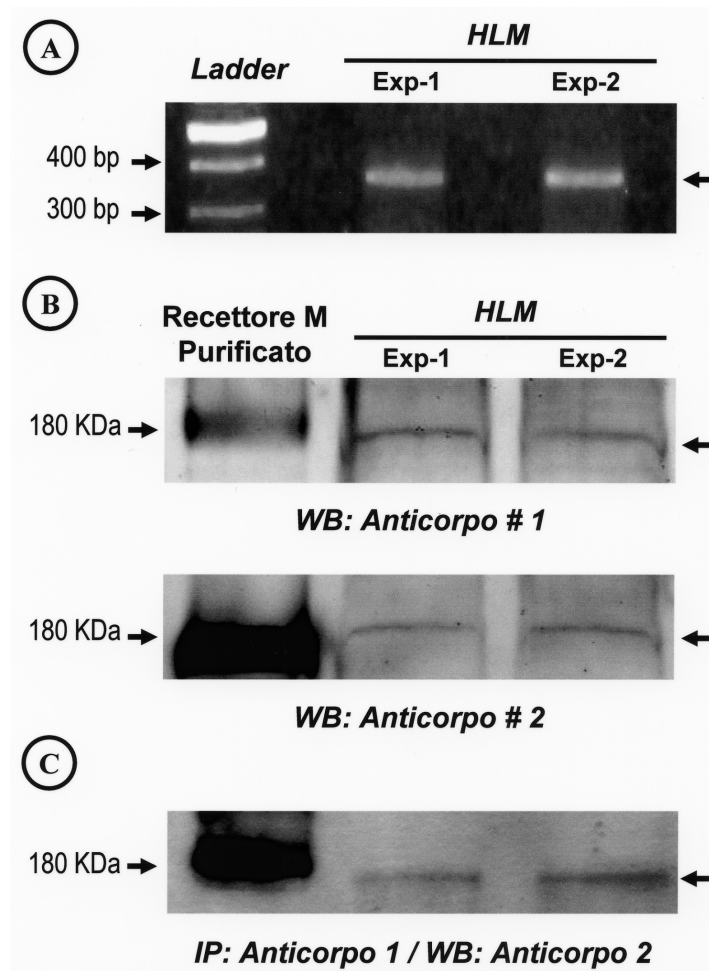 A
HLM
Ladder
Exp-1 Exp-2
400 bp
300 bp
B
Recettore M
Purificato
HLM
Exp-1 Exp-2
180 KDa
WB: Anticorpo # 1
180 KDa
WB: Anticorpo # 2
C
180 KDa
IP: Anticorpo 1 / WB: Anticorpo 2